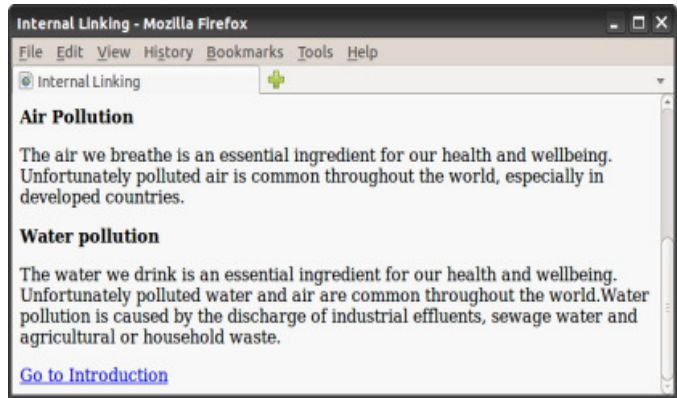 Internal Linking - Mozilla Firefox
File Edit View History Bookmarks Tools Help
Internal Linking
Air Pollution
The air we breathe is an essential ingredient for our health and wellbeing.
Unfortunately polluted air is common throughout the world, especially in
developed countries.
Water pollution
The water we drink is an essential ingredient for our health and wellbeing.
Unfortunately polluted water and air are common throughout the world.Water
pollution is caused by the discharge of industrial effluents, sewage water and
agricultural or household waste.
Go to Introduction